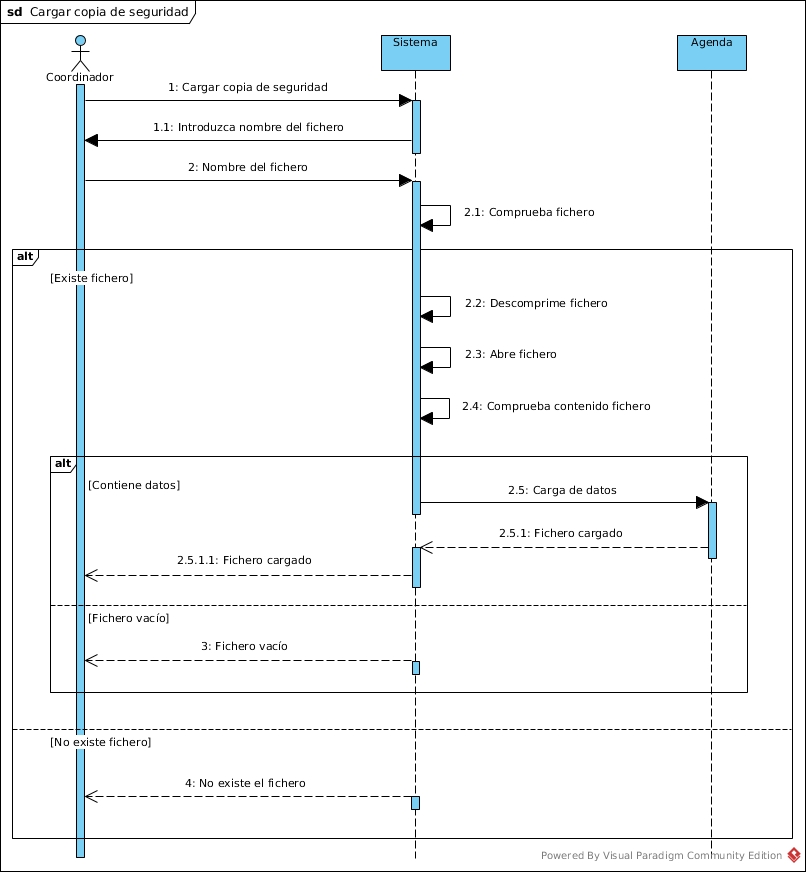 sd Cargar copia de seguridad
Sistema
Agenda
Coordinador
1: Cargar copia de seguridad
1.1: Introduzca nombre del fichero
2: Nombre del fichero
2.1: Comprueba fichero
alt
[Existe fichero]
2.2: Descomprime fichero
2.3: Abre fichero
2.4: Comprueba contenido fichero
alt
[Contiene datos]
2.5: Carga de datos
2.5.1: Fichero cargado
2.5.1.1: Fichero cargado
[Fichero vacío]
3: Fichero vacío
[No existe fichero]
4: No existe el fichero
Powered By Visual Paradigm Community Edition